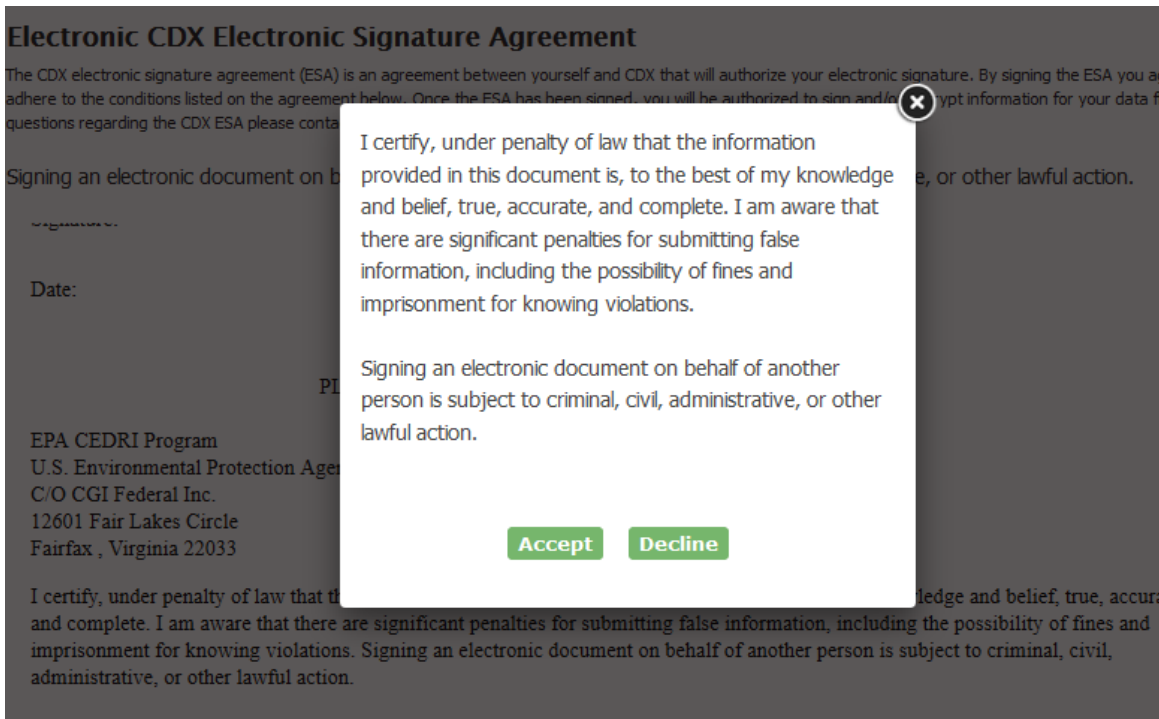 Electronic CDX Electronic Signature Agreement
The CDX electronic signature agreement (ESA) is an agreement between yourself and CDX that will authorize your electronic signature. By signing the ESA you
adhere to the conditions listed on the agreement below. Once the ESA has been signed, you will be authorized to sign and/o rypt information for your data f
questions regarding the CDX ESA please conta
Signing an electronic document on b e, or other lawful action.
Signature:
Date:
PL
EPA CEDRI Program
U.S. Environmental Protection Agen
C/O CGI Federal Inc.
12601 Fair Lakes Circle
Fairfax , Virginia 22033
I certify, under penalty of law that th ledge and belief, true, accura
and complete. I am aware that there are significant penalties for submitting false information, including the possibility of fines and
imprisonment for knowing violations. Signing an electronic document on behalf of another person is subject to criminal, civil,
administrative, or other lawful action.
I certify, under penalty of law that the information
provided in this document is, to the best of my knowledge
and belief, true, accurate, and complete. I am aware that
there are significant penalties for submitting false
information, including the possibility of fines and
imprisonment for knowing violations.
Signing an electronic document on behalf of another
person is subject to criminal, civil, administrative, or other
lawful action.
Accept Decline